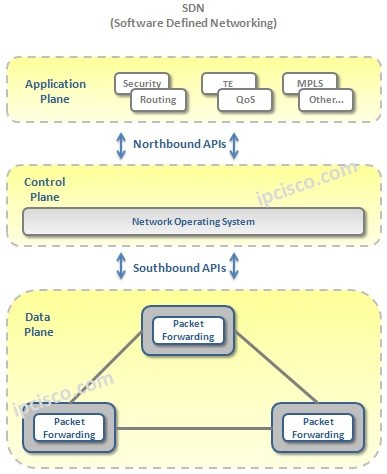 SDN
(Software Defined Networking)
Application
Plane
Security
Routing
TE
QoS
MPLS
Other...
Northbound APIs
Control
Plane
ipcisco.com
Network Operating System
Southbound APIs
Data
Plane
Packet
Forwarding
ipcisco.com
Packet
Forwarding
Packet
Forwarding